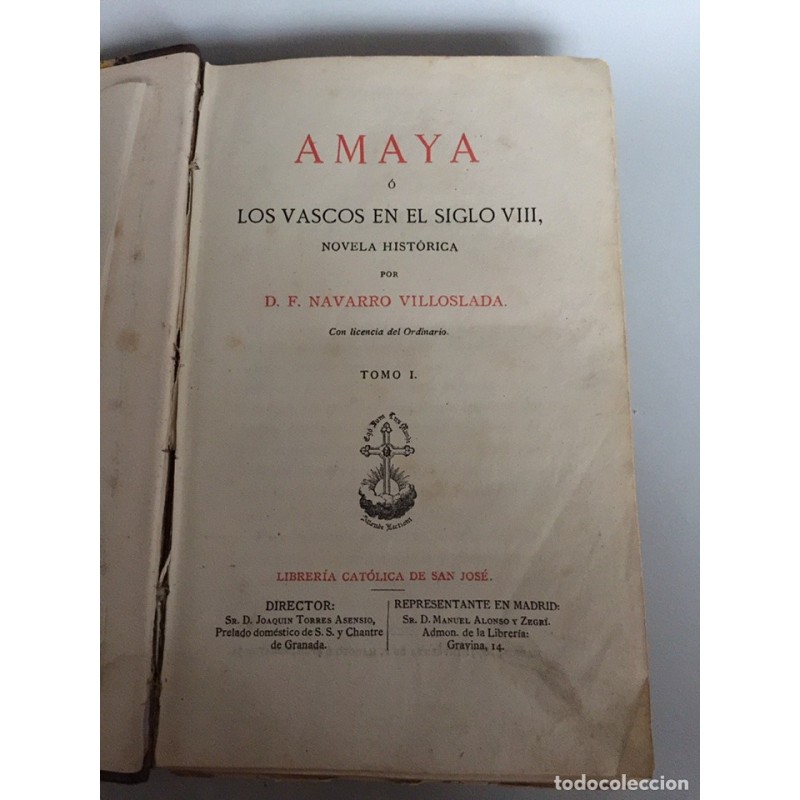 AMAYA
Ó
LOS VASCOS EN EL SIGLO VIII,
NOVELA HISTÓRICA
POR
D. F. NAVARRO VILLOSLADA.
Con licencia del Ordinario.
TOMO I.
LIBRERÍA CATÓLICA DE SAN JOSÉ.
DIRECTOR:
SR. D. JOAQUIN TORRES ASENSIO,
Prelado doméstico de S. S. y Chantre
de Granada.
REPRESENTANTE EN MADRID:
SR. D. MANUEL ALONSO Y ZEGRÍ.
Admon. de la Librería:
Gravina, 14.
todocoleccion